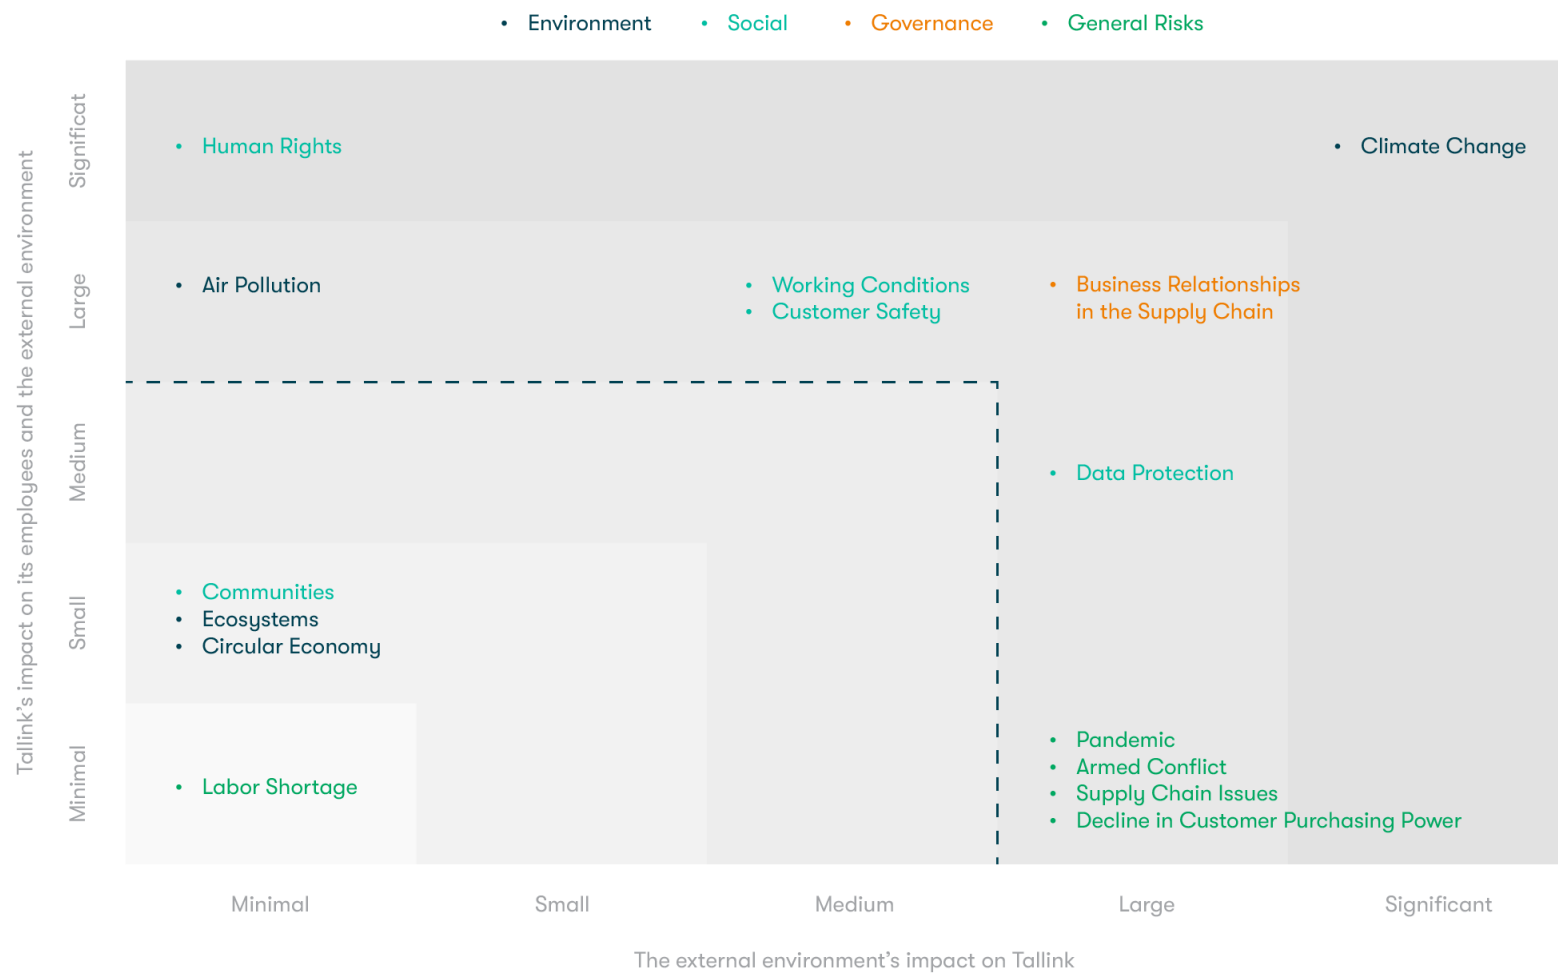 • Environment • Social • Governance • General Risks
Tallink's impact on its employees and the external environment
Significat
• Human Rights
• Climate Change
Large
• Air Pollution
• Working Conditions
• Customer Safety
• Business Relationships
in the Supply Chain
Medium
• Data Protection
Small
• Communities
• Ecosystems
• Circular Economy
Minimal
• Labor Shortage
• Pandemic
• Armed Conflict
• Supply Chain Issues
• Decline in Customer Purchasing Power
Minimal Small Medium Large Significant
The external environment's impact on Tallink